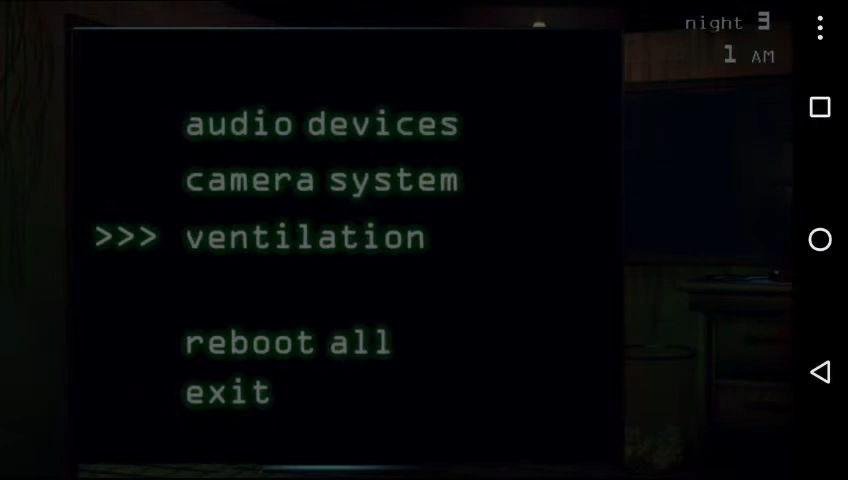 night 3
1 AM
audio devices
camera system
>>> ventilation
reboot all
exit